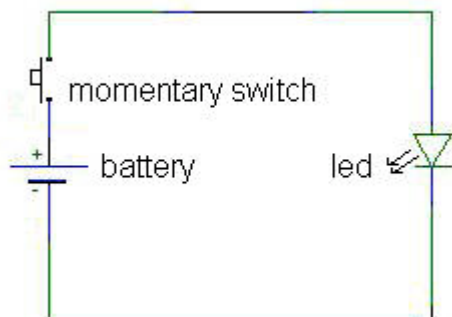 momentary switch
+
battery
led
-